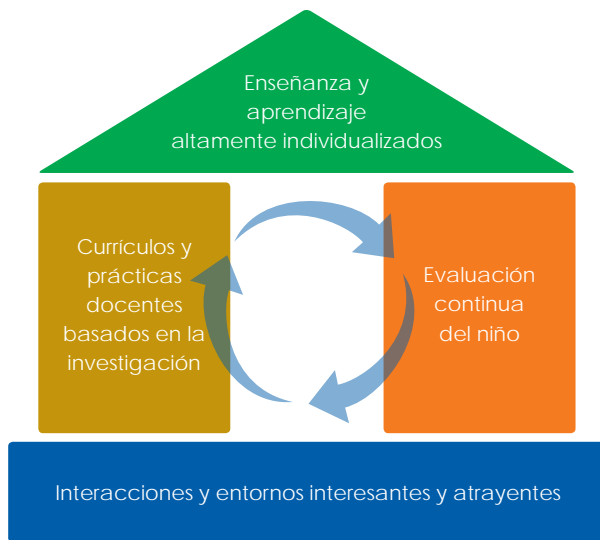 Enseñanza y
aprendizaje
altamente individualizados
Currículos y
prácticas
docentes
basados en la
investigación
Evaluación
continua
del niño
Interacciones y entornos interesantes y atrayentes